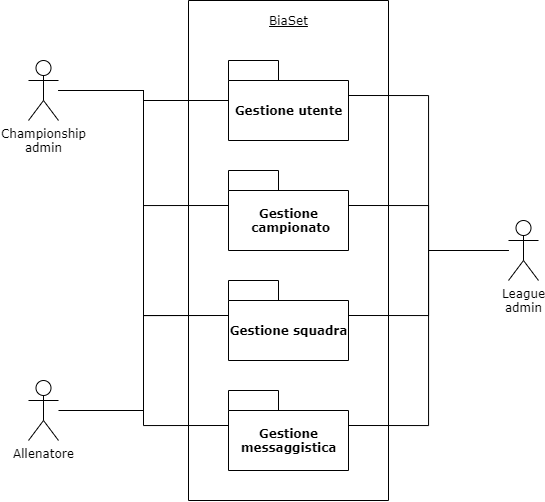 BiaSet
Championship
admin
Gestione utente
Gestione
campionato
League
admin
Gestione squadra
Allenatore
Gestione
messaggistica